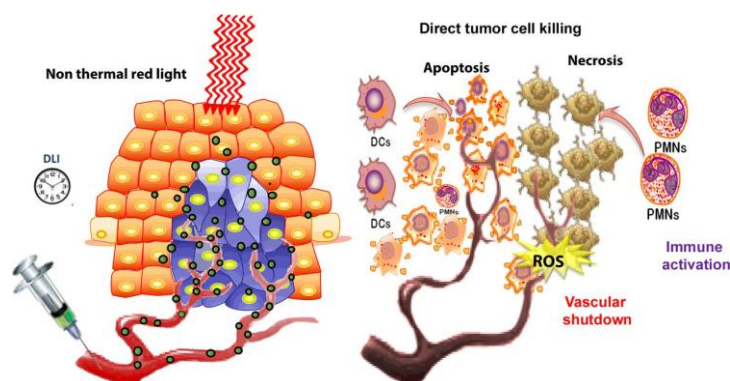 Non thermal red light
DLI
Direct tumor cell killing
Apoptosis
Necrosis
DCs
DCs
PMNs
PMNs
PMNs
ROS
Immune
activation
Vascular
shutdown